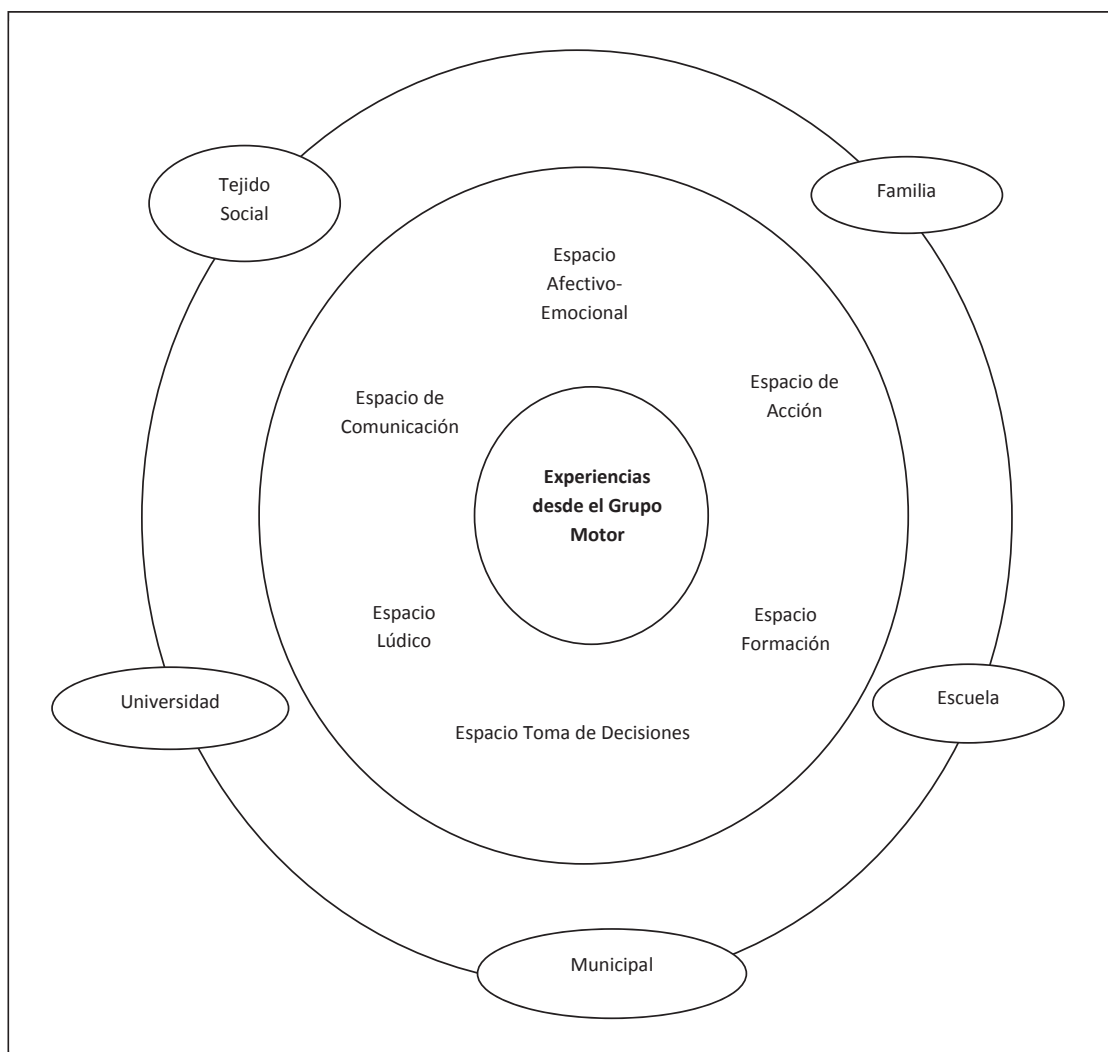 Tejido
Social
Familia
Espacio
Afectivo-
Emocional
Espacio de
Comunicación
Espacio de
Acción
Experiencias
desde el Grupo
Motor
Espacio
Lúdico
Espacio
Formación
Universidad
Escuela
Espacio Toma de Decisiones
Municipal